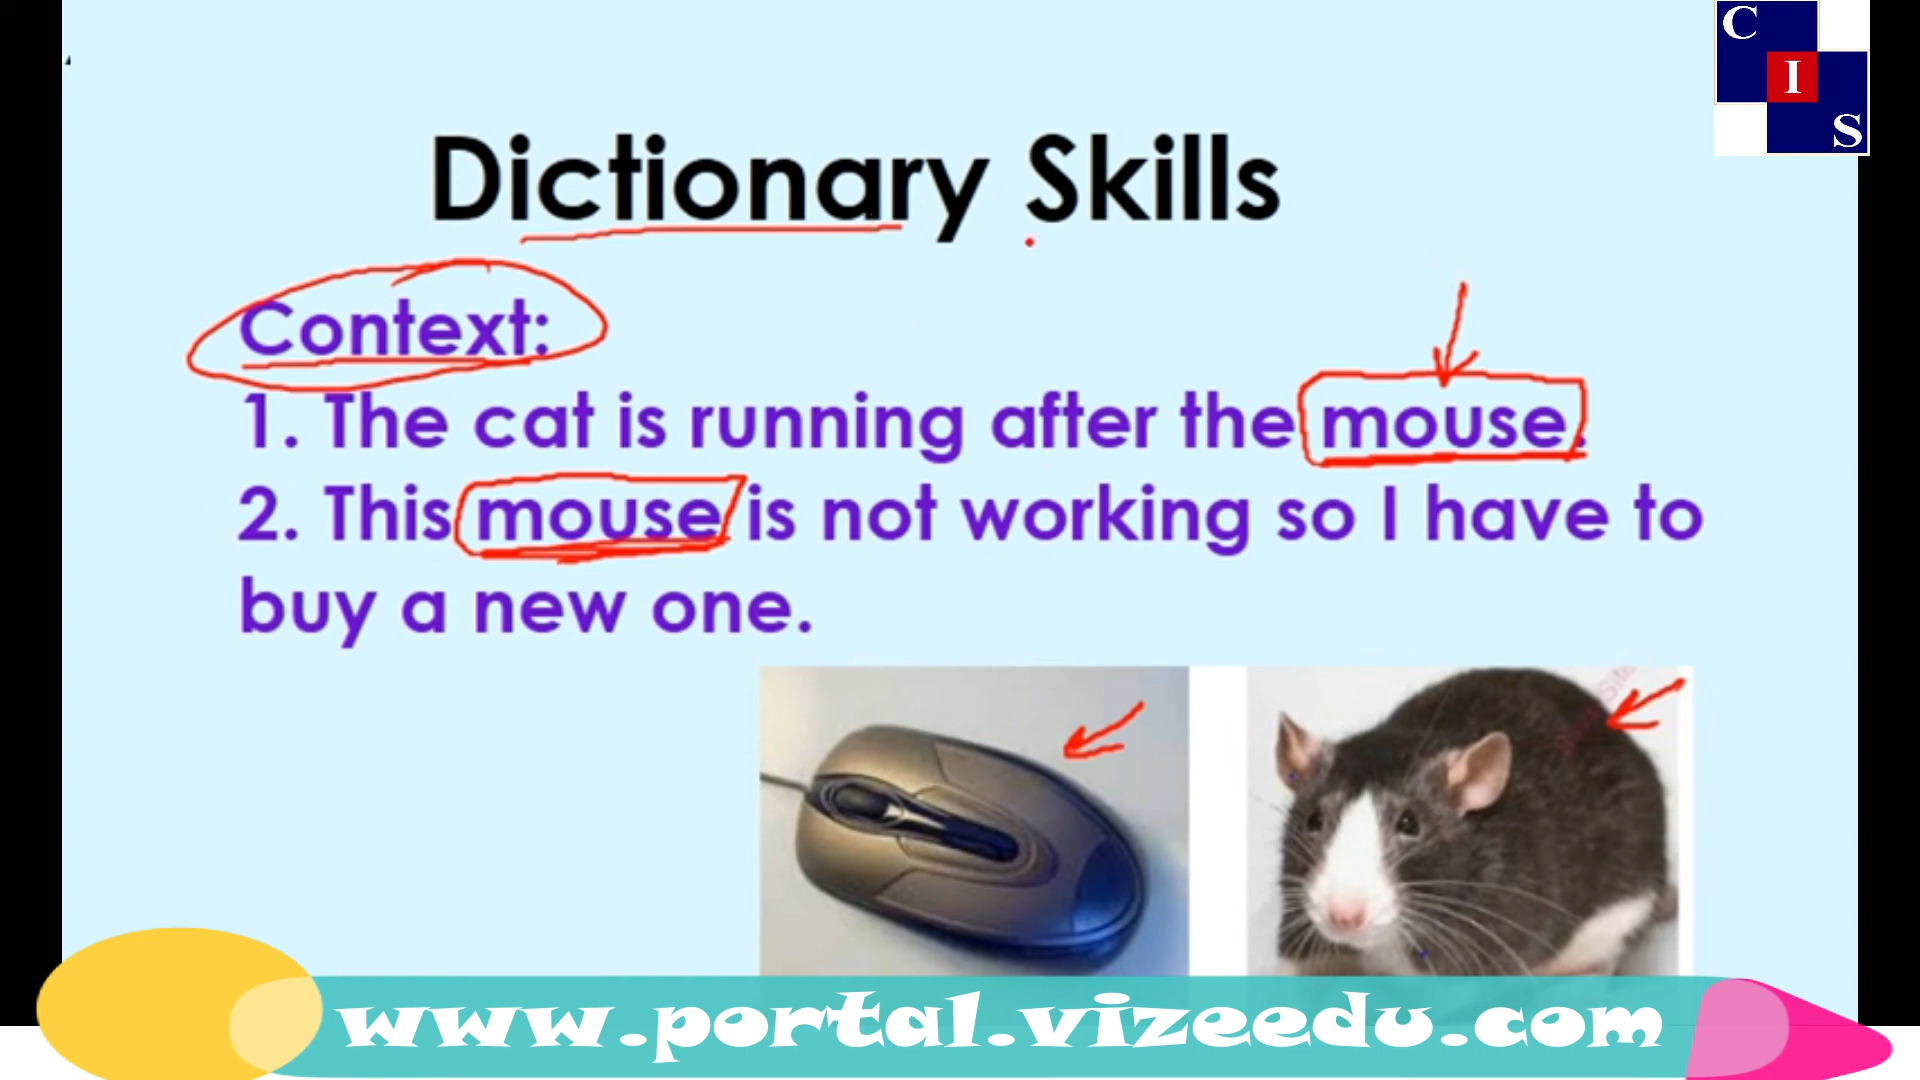 C
I
S
Dictionary Skills
Context:
1. The cat is running after the mouse.
2. This mouse is not working so I have to
buy a new one.
www.portal.vizeedu.com